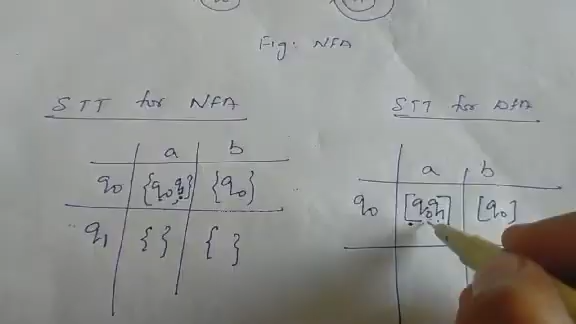 Fig: NFA
STT for NFA
STT for DFA
a b
q0 {q0q1} {q0}
q1 { } { }
a b
q0 [q0q1] [q0]